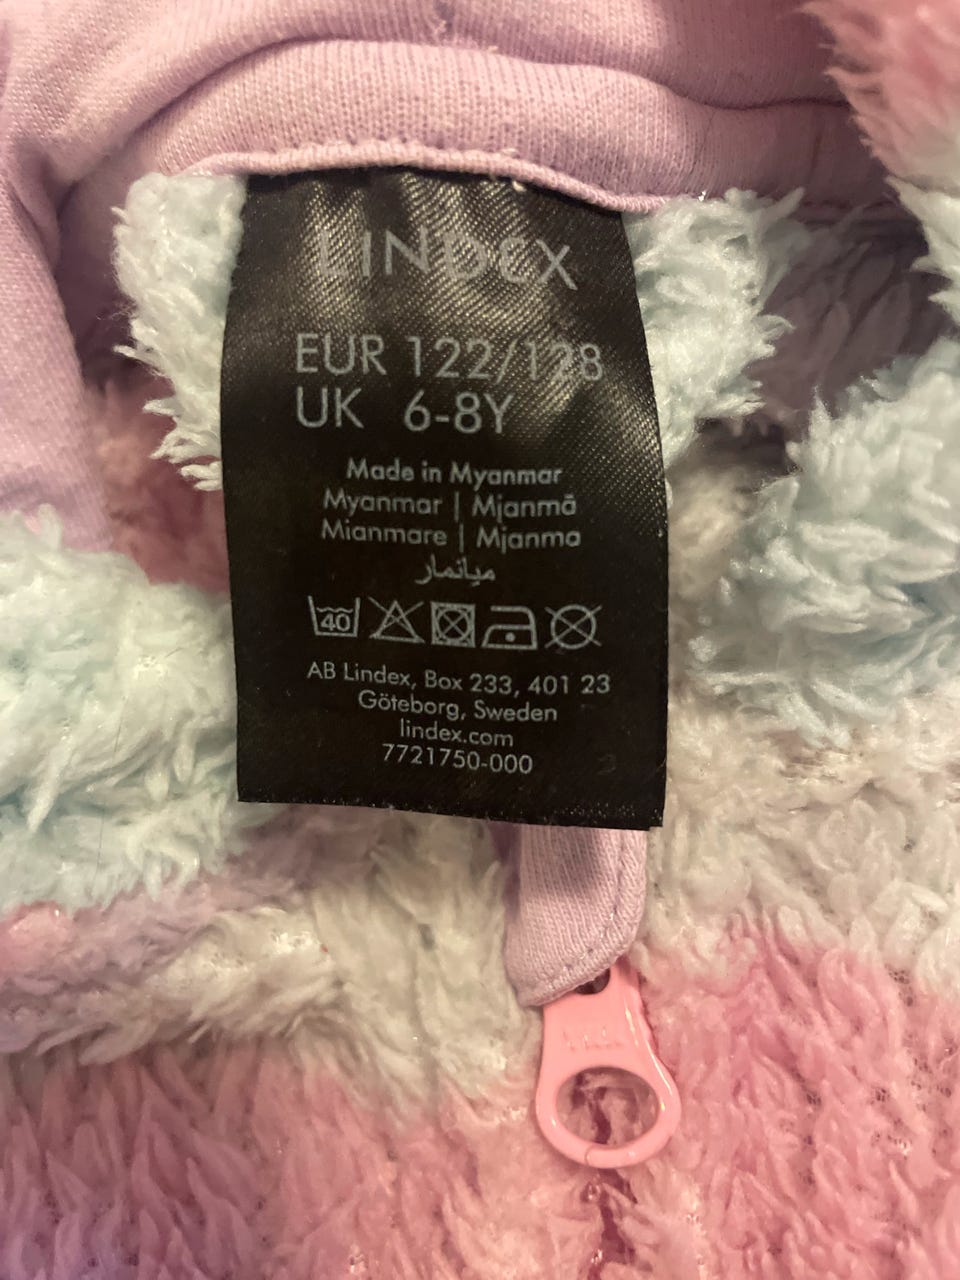 LINDEX
EUR 122/128
UK 6-8Y
Made in Myanmar
Myanmar | Mjanmā
Mianmare | Mjanma
ميانمار
40
AB Lindex, Box 233, 401 23
Göteborg, Sweden
lindex.com
7721750-000